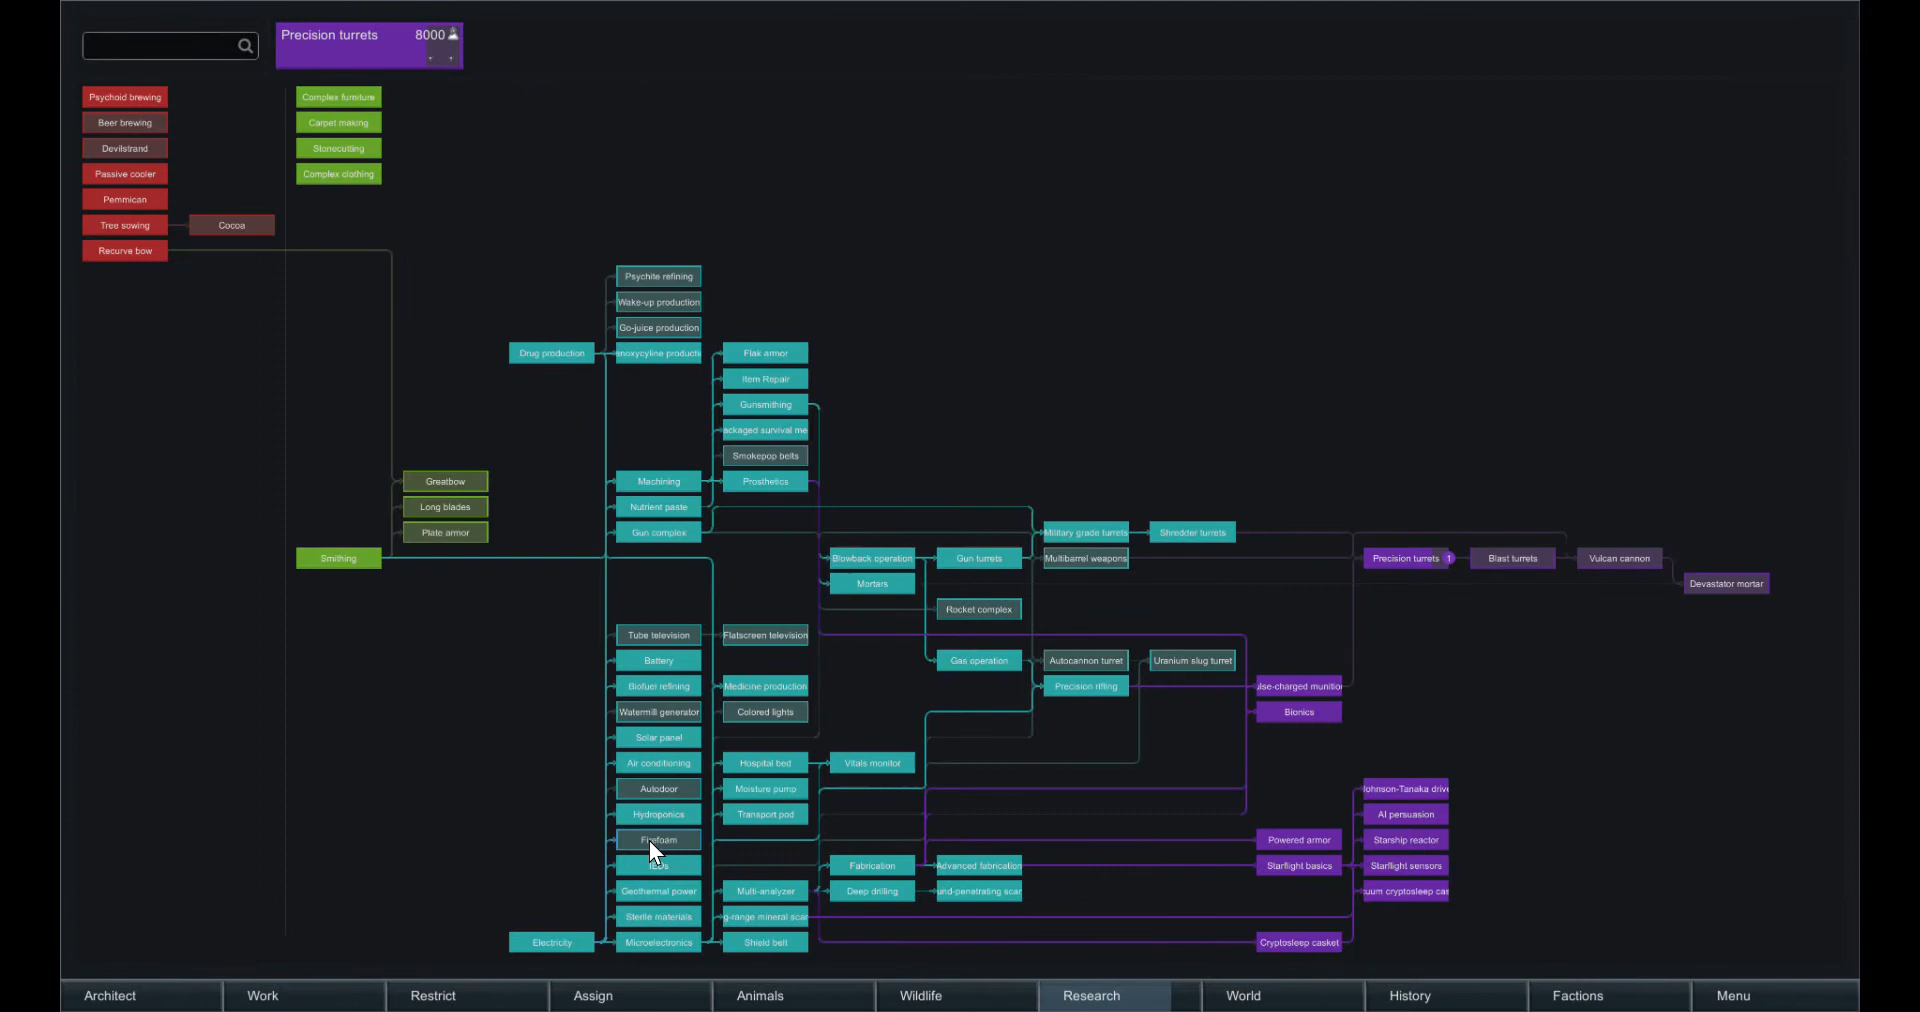 Precision turrets 8000
Psychoid brewing
Beer brewing
Devilstrand
Passive cooler
Pemmican
Tree sowing
Cocoa
Recurve bow
Complex furniture
Carpet making
Stonecutting
Complex clothing
Psychite refining
Wake-up production
Go-juice production
Drug production
enoxycyline producti
Flak armor
Item Repair
Gunsmithing
ackaged survival me
Smokepop belts
Greatbow
Machining
Prosthetics
Long blades
Nutrient paste
Plate armor
Gun complex
Military grade turrets
Shredder turrets
Smithing
Blowback operation
Gun turrets
Multibarrel weapons
Precision turrets 1
Blast turrets
Vulcan cannon
Mortars
Devastator mortar
Rocket complex
Tube television
Flatscreen television
Battery
Gas operation
Autocannon turret
Uranium slug turret
Biofuel refining
Medicine production
Precision rifling
ulse-charged munition
Watermill generator
Colored lights
Bionics
Solar panel
Air conditioning
Hospital bed
Vitals monitor
Autodoor
Moisture pump
Johnson-Tanaka drive
Hydroponics
Transport pod
AI persuasion
Firefoam
Powered armor
Starship reactor
IEDs
Fabrication
Advanced fabrication
Starflight basics
Starflight sensors
Geothermal power
Multi-analyzer
Deep drilling
und-penetrating scar
uum cryptosleep cas
Sterile materials
g-range mineral scar
Electricity
Microelectronics
Shield belt
Cryptosleep casket
Architect
Work
Restrict
Assign
Animals
Wildlife
Research
World
History
Factions
Menu